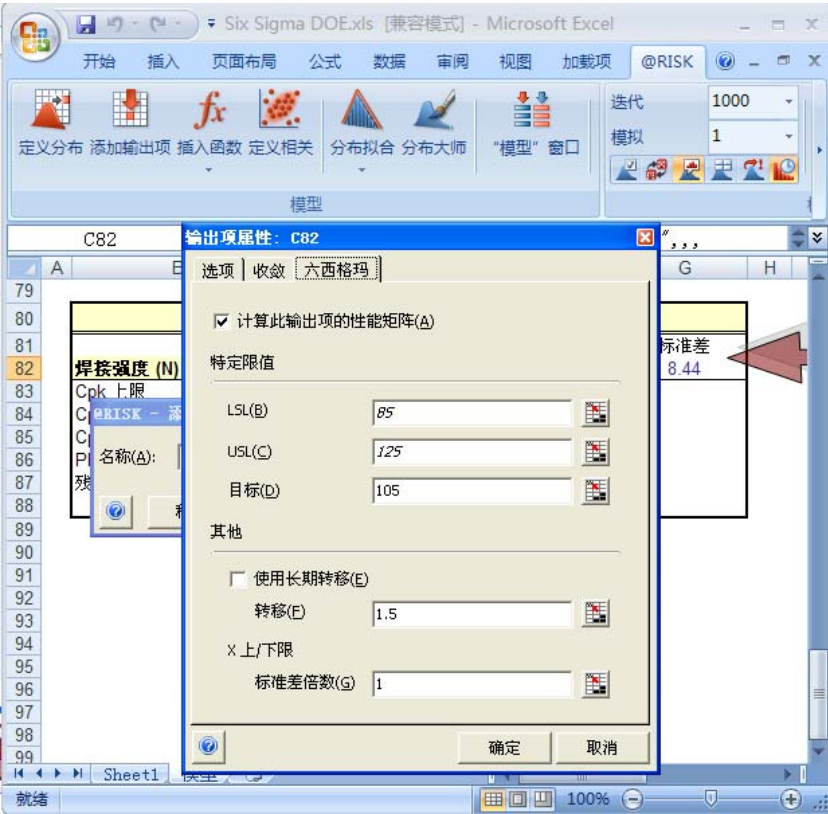 Six Sigma DOE.xls [兼容模式] - Microsoft Excel
开始 插入 页面布局 公式 数据 审阅 视图 加载项 @RISK
定义分布 添加输出项 插入函数 定义相关 分布拟合 分布大师 "模型" 窗口
迭代 1000
模拟 1
模型
C82
", , ,
A G H
79
80
81 标准差
82 焊接强度 (N) 8.44
83 Cpk 上限
84
85
86
87 残
88
89
90
91
92
93
94
95
96
97
98
99
@RISK - 添
名称(A):
输出项属性: C82
选项 收敛 六西格玛
计算此输出项的性能矩阵(A)
特定限值
LSL(B) 85
USL(C) 125
目标(D) 105
其他
使用长期转移(E)
转移(F) 1.5
X 上/下限
标准差倍数(G) 1
确定 取消
Sheet1 模型
就绪 100%